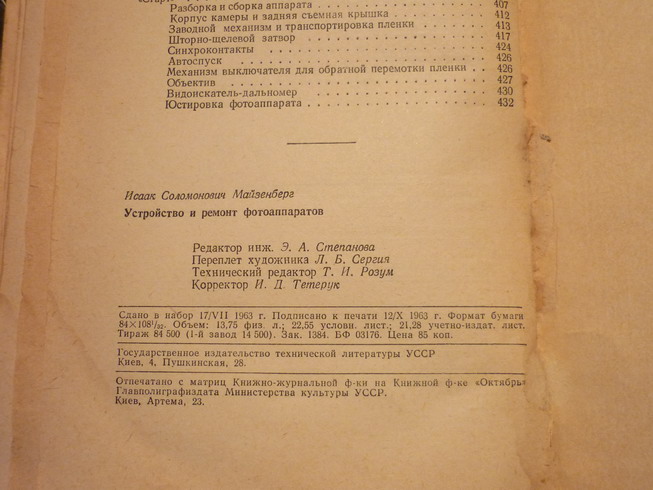 Разборка и сборка аппарата . . . . . . . . . . . . 407
Корпус камеры и задняя съемная крышка . . . . . . . . 412
Заводной механизм и транспортировка пленки . . . . . . 413
Шторно-щелевой затвор . . . . . . . . . . . . . . 417
Синхроконтакты . . . . . . . . . . . . . . . . . 424
Автоспуск . . . . . . . . . . . . . . . . . . . 426
Механизм выключателя для обратной перемотки пленки . . 426
Объектив . . . . . . . . . . . . . . . . . . . 427
Видоискатель-дальномер . . . . . . . . . . . . . . 430
Юстировка фотоаппарата . . . . . . . . . . . . . . 432
Исаак Соломонович Майзенберг
Устройство и ремонт фотоаппаратов
Редактор инж. Э. А. Степанова
Переплет художника Л. Б. Сергия
Технический редактор Т. И. Розум
Корректор И. Д. Тетерук
Сдано в набор 17/VII 1963 г. Подписано к печати 12/X 1963 г. Формат бумаги
84×108¹/₃₂. Объем: 13,75 физ. л.; 22,55 условн. лист.; 21,28 учетно-издат. лист.
Тираж 84 500 (I-й завод 14 500). Зак. 1384. БФ 03176. Цена 85 коп.
Государственное издательство технической литературы УССР
Киев, 4, Пушкинская, 28.
Отпечатано с матриц Книжно-журнальной ф-ки на Книжной ф-ке «Октябрь»
Главполиграфиздата Министерства культуры УССР.
Киев, Артема, 23.